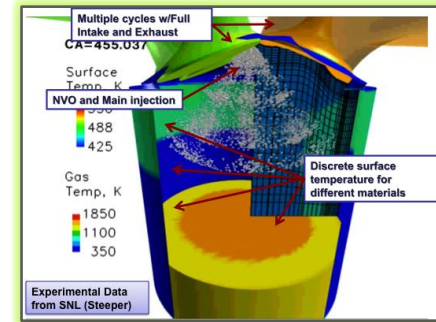 Multiple cycles w/Full
Intake and Exhaust
CA=455.037
Surface
Temp, K
NVO and Main injection
550
488
425
Discrete surface
temperature for
different materials
Gas
Temp, K
1850
1100
350
Experimental Data
from SNL (Steeper)